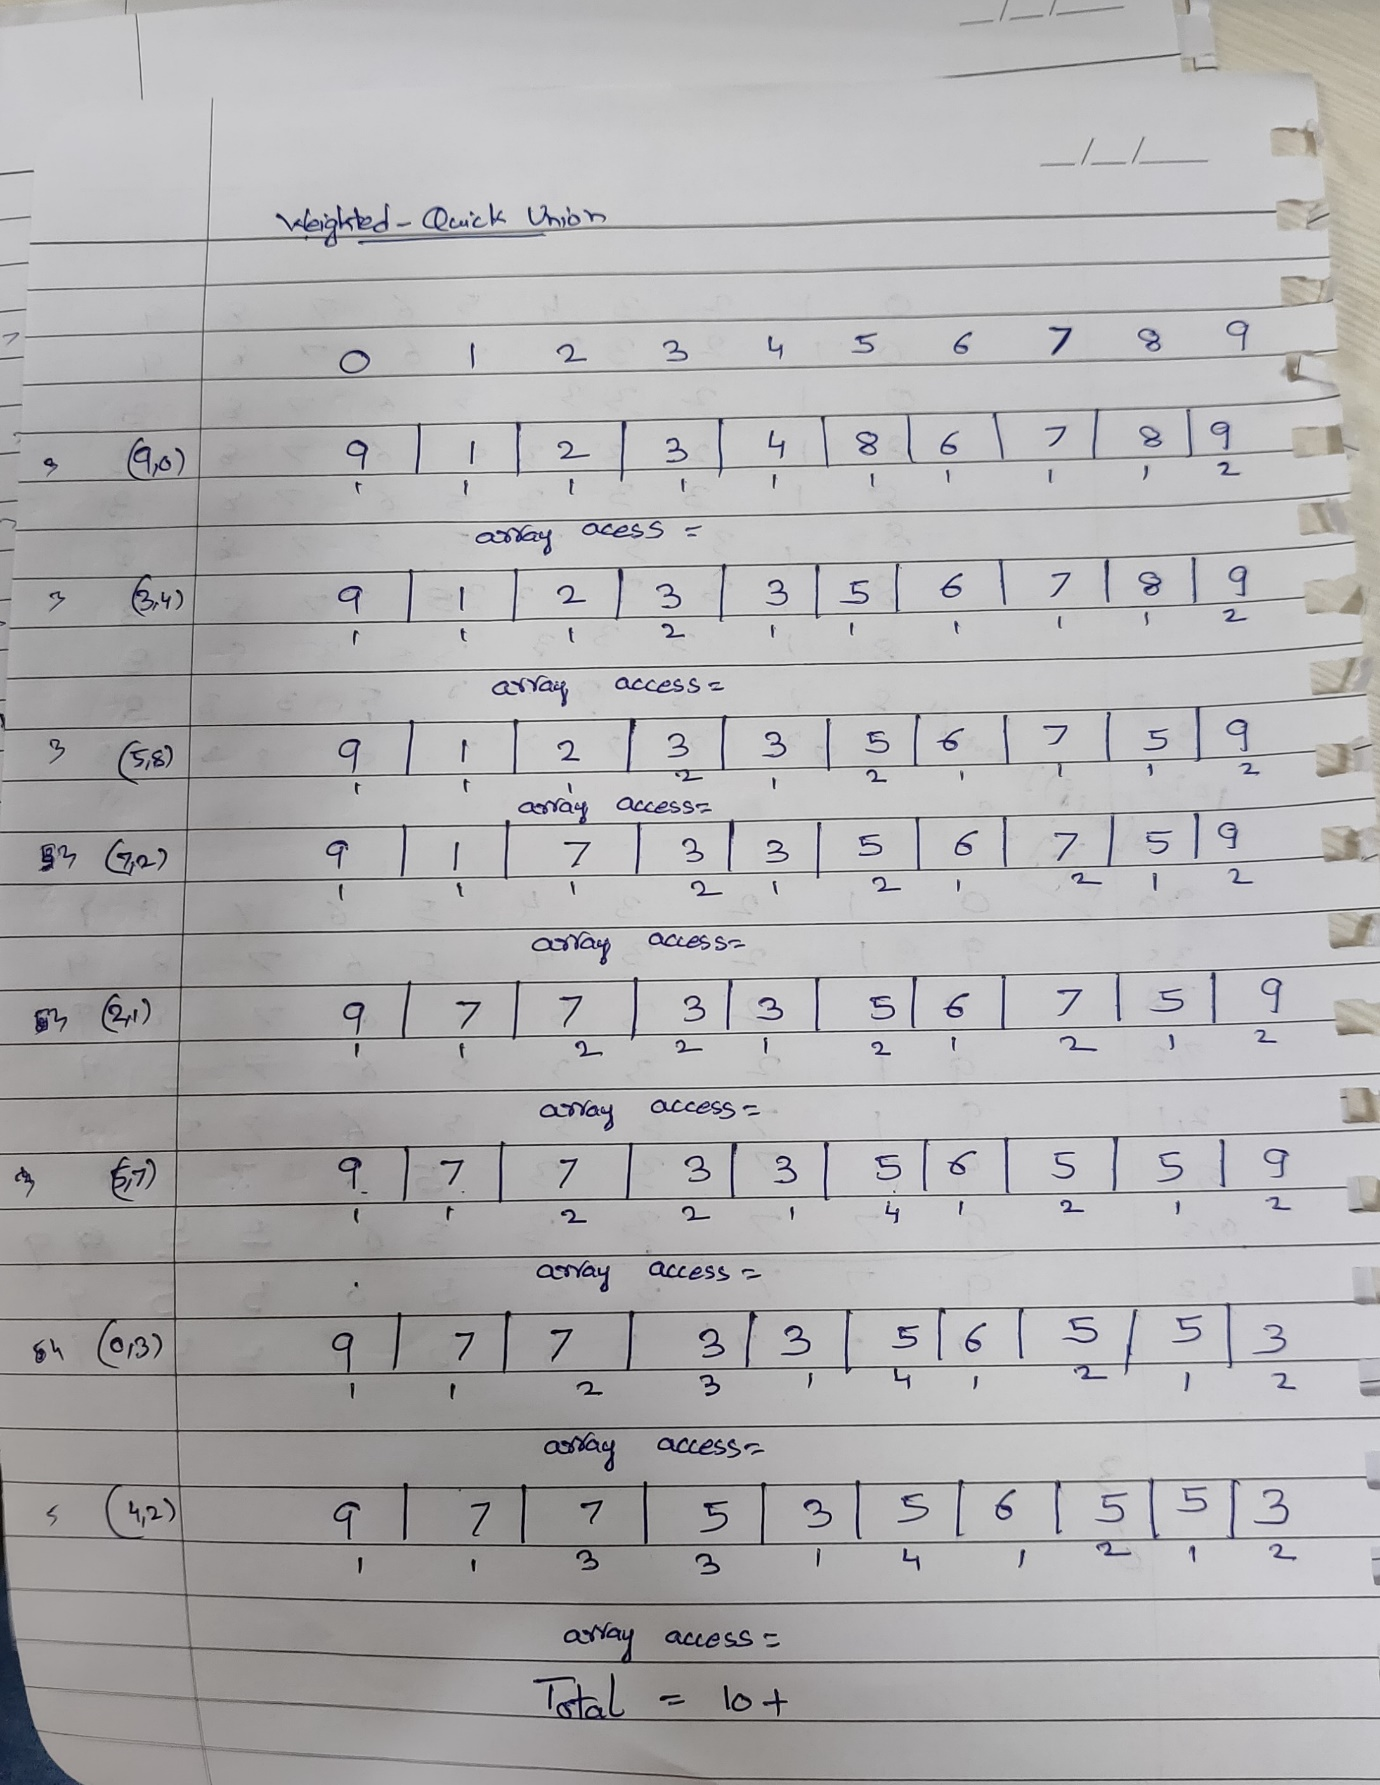 _/_/__
_/_/__
Weighted - Quick Union
0 1 2 3 4 5 6 7 8 9
9 (9,0) 9 | 1 | 2 | 3 | 4 | 8 | 6 | 7 | 8 | 9
1 1 1 1 1 1 1 1 1 2
array acess =
3 (3,4) 9 | 1 | 2 | 3 | 3 | 5 | 6 | 7 | 8 | 9
1 1 1 2 1 1 1 1 1 2
array access =
3 (5,8) 9 | 1 | 2 | 3 | 3 | 5 | 6 | 7 | 5 | 9
1 1 1 2 1 2 1 1 1 2
array access=
(7,2) 9 | 1 | 7 | 3 | 3 | 5 | 6 | 7 | 5 | 9
1 1 1 2 1 2 1 2 1 2
array access=
(2,1) 9 | 7 | 7 | 3 | 3 | 5 | 6 | 7 | 5 | 9
1 1 2 2 1 2 1 2 1 2
array access =
(5,7) 9 | 7 | 7 | 3 | 3 | 5 | 6 | 5 | 5 | 9
1 1 2 2 1 4 1 2 1 2
array access =
(0,3) 9 | 7 | 7 | 3 | 3 | 5 | 6 | 5 | 5 | 3
1 1 2 3 1 4 1 2 1 2
array access =
5 (4,2) 9 | 7 | 7 | 5 | 3 | 5 | 6 | 5 | 5 | 3
1 1 3 3 1 4 1 2 1 2
array access =
Total = 10 +